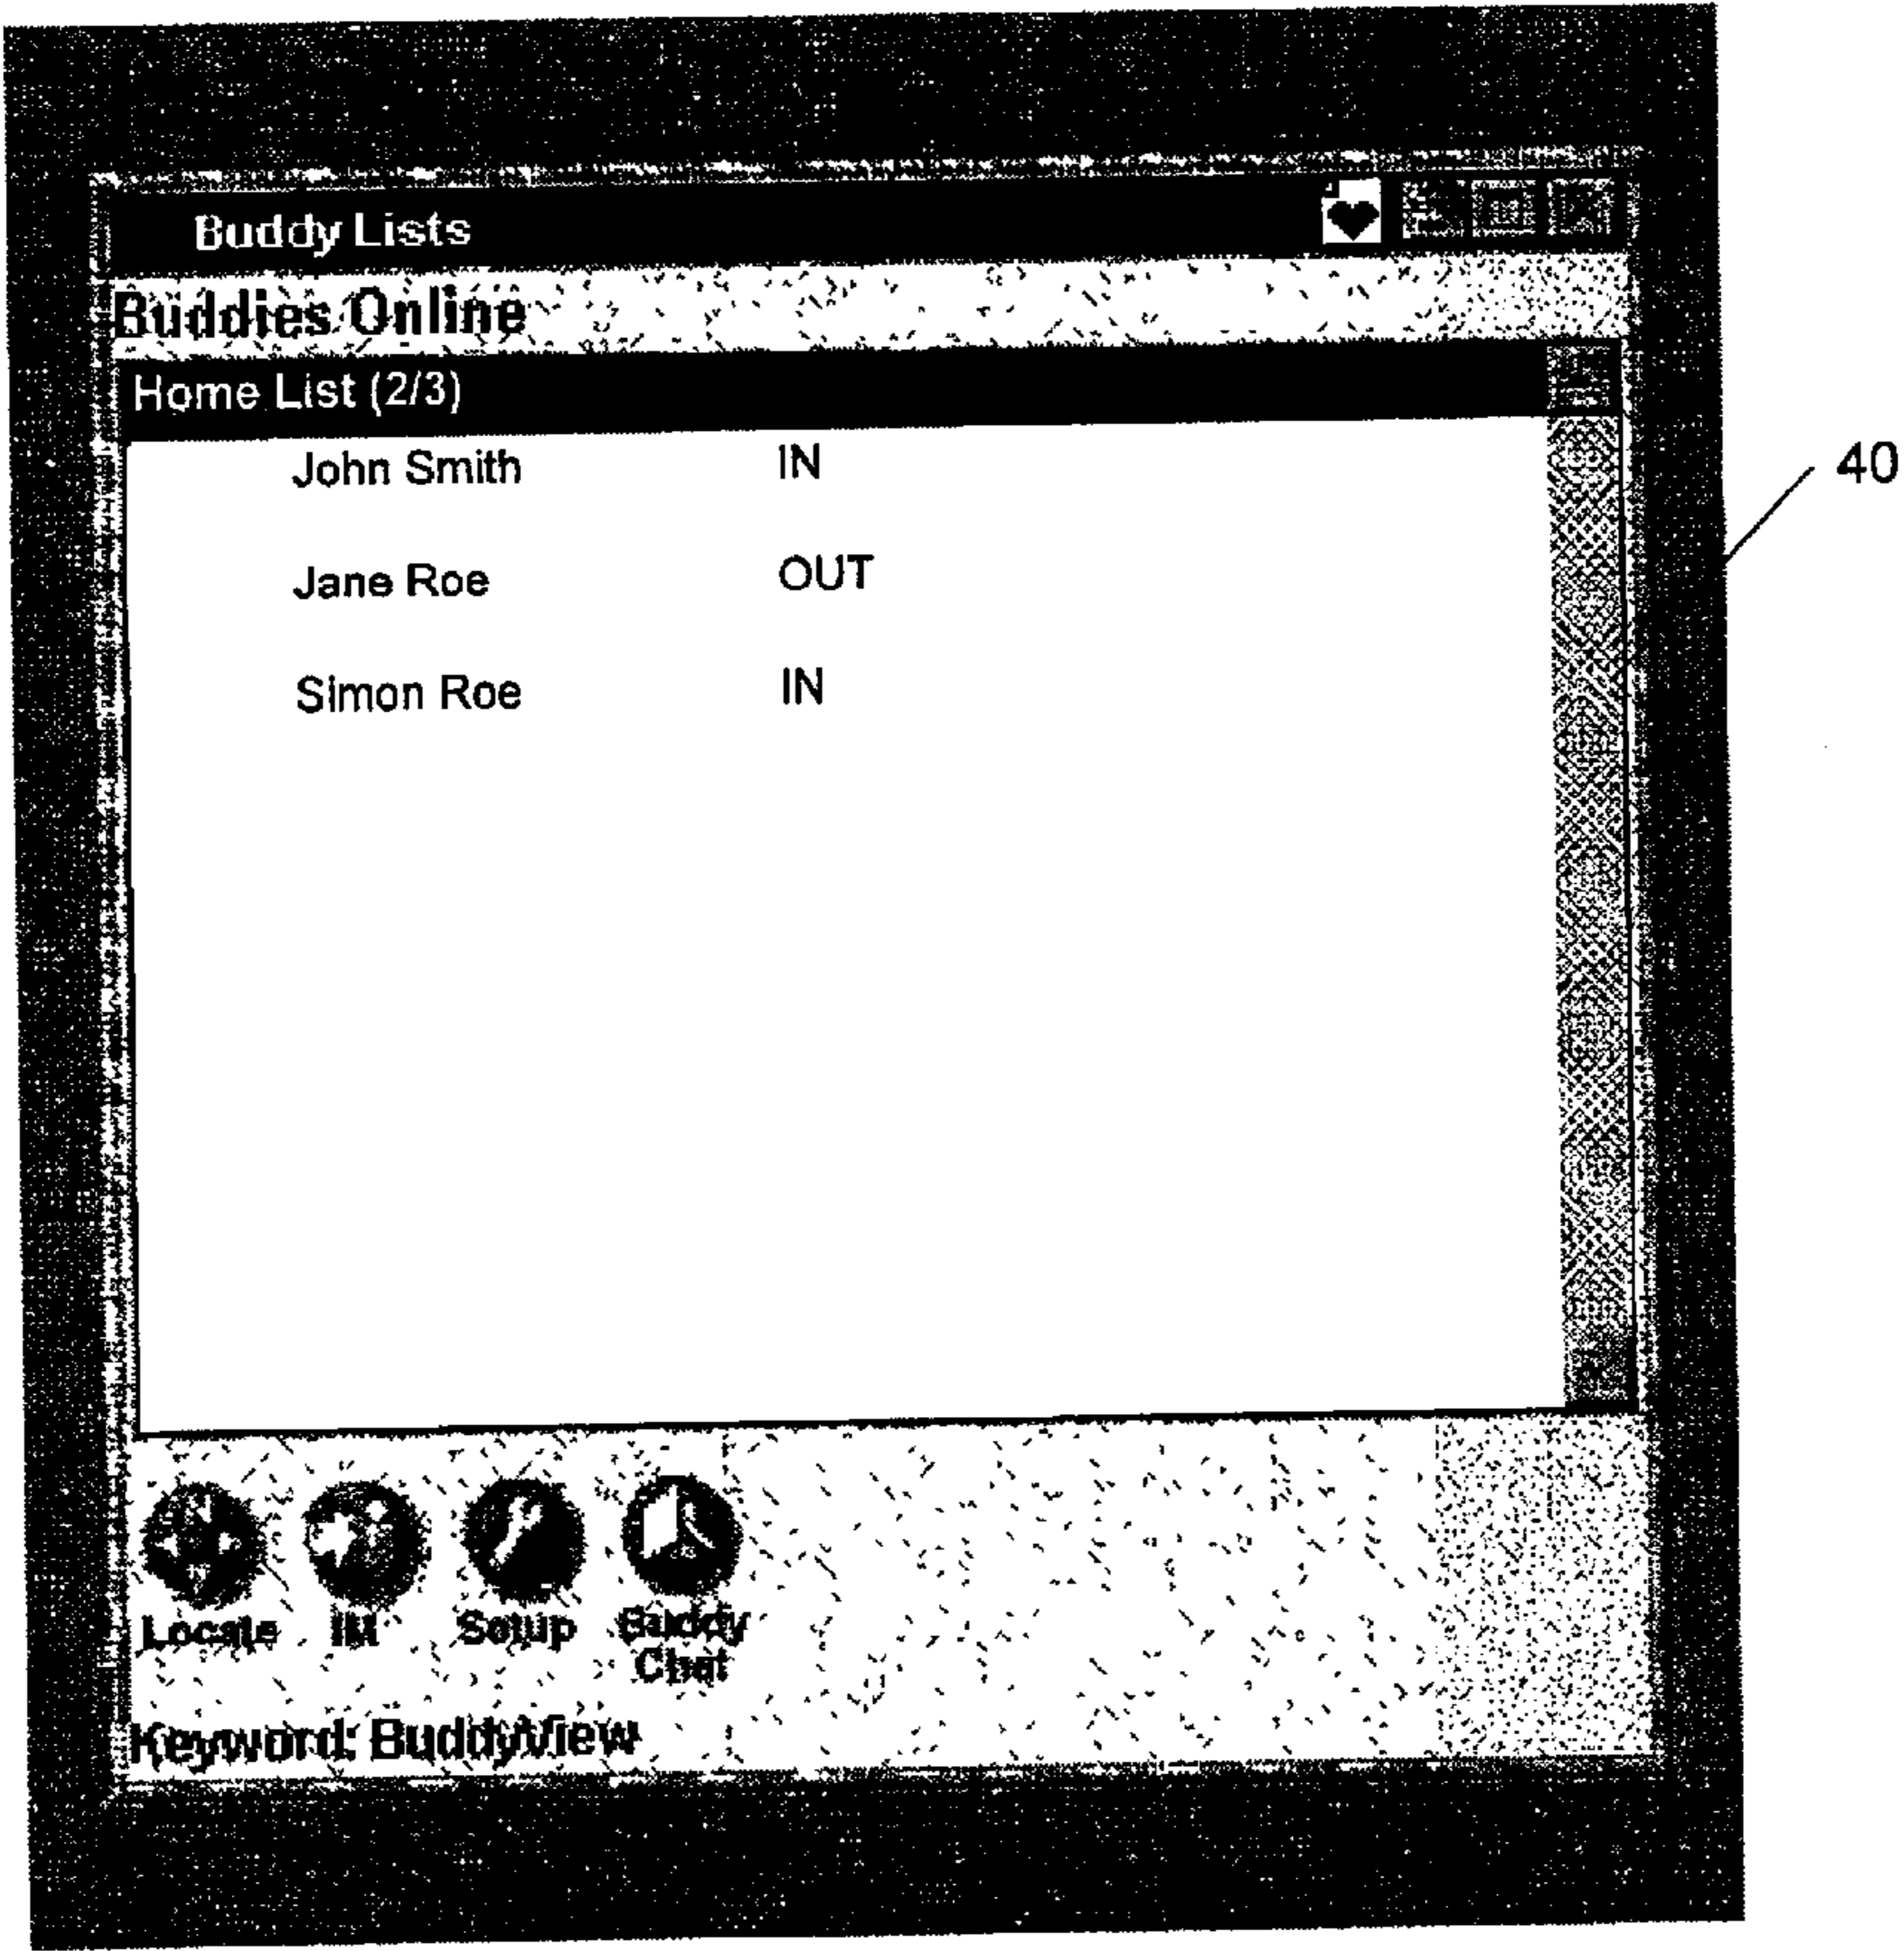 Buddy Lists
Buddies Online
Home List (2/3)
John Smith IN
40
Jane Roe OUT
Simon Roe IN
Locate IM Setup Buddy
Chat
Keyword: BuddyView